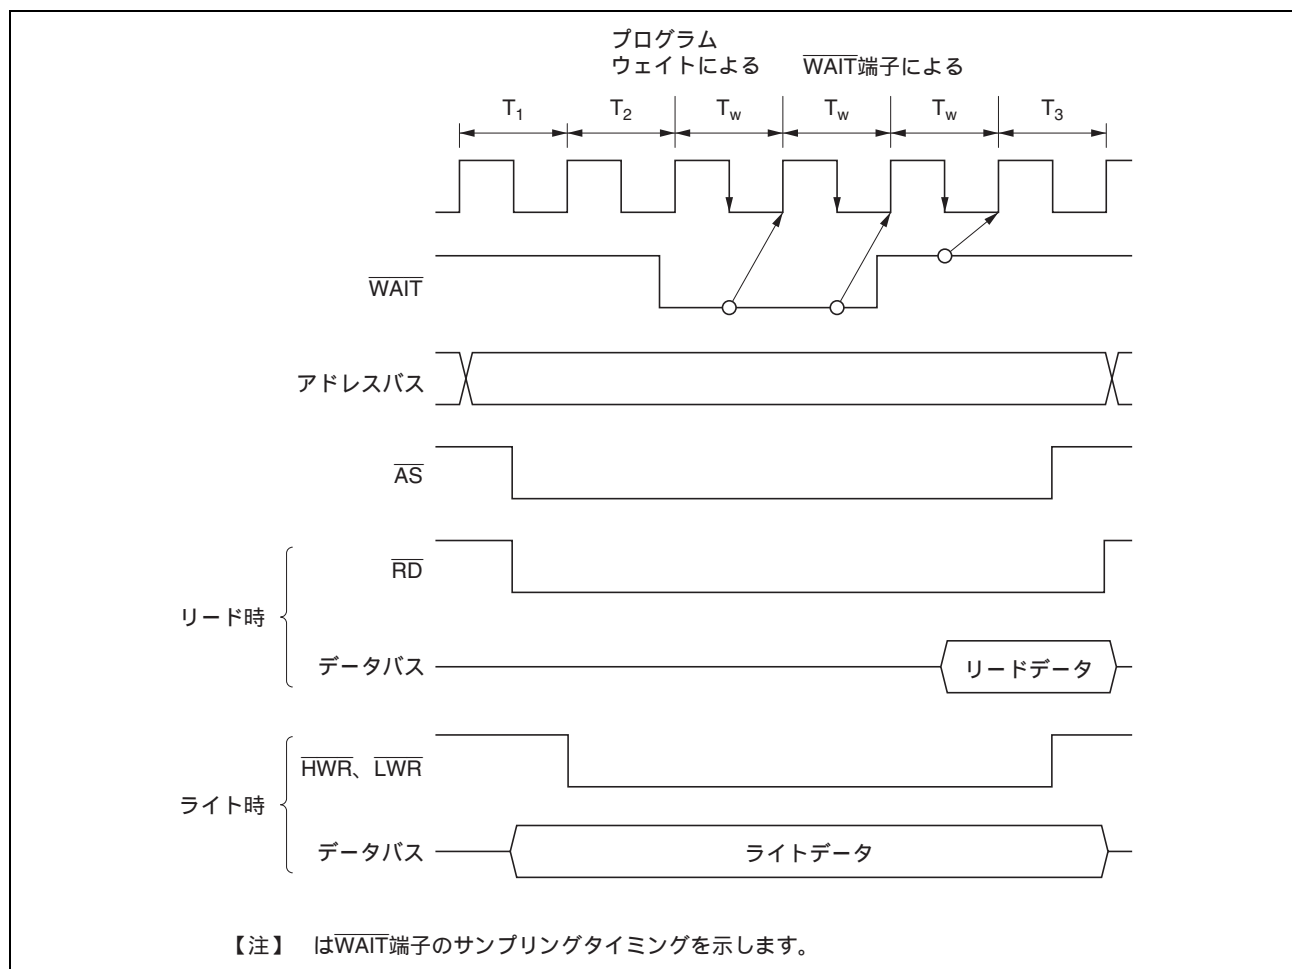 プログラム
ウェイトによる WAIT端子による
T1 T2 Tw Tw Tw T3
WAIT
アドレスバス
AS
RD
リード時
データバス リードデータ
HWR、LWR
ライト時
データバス ライトデータ
【注】 はWAIT端子のサンプリングタイミングを示します。